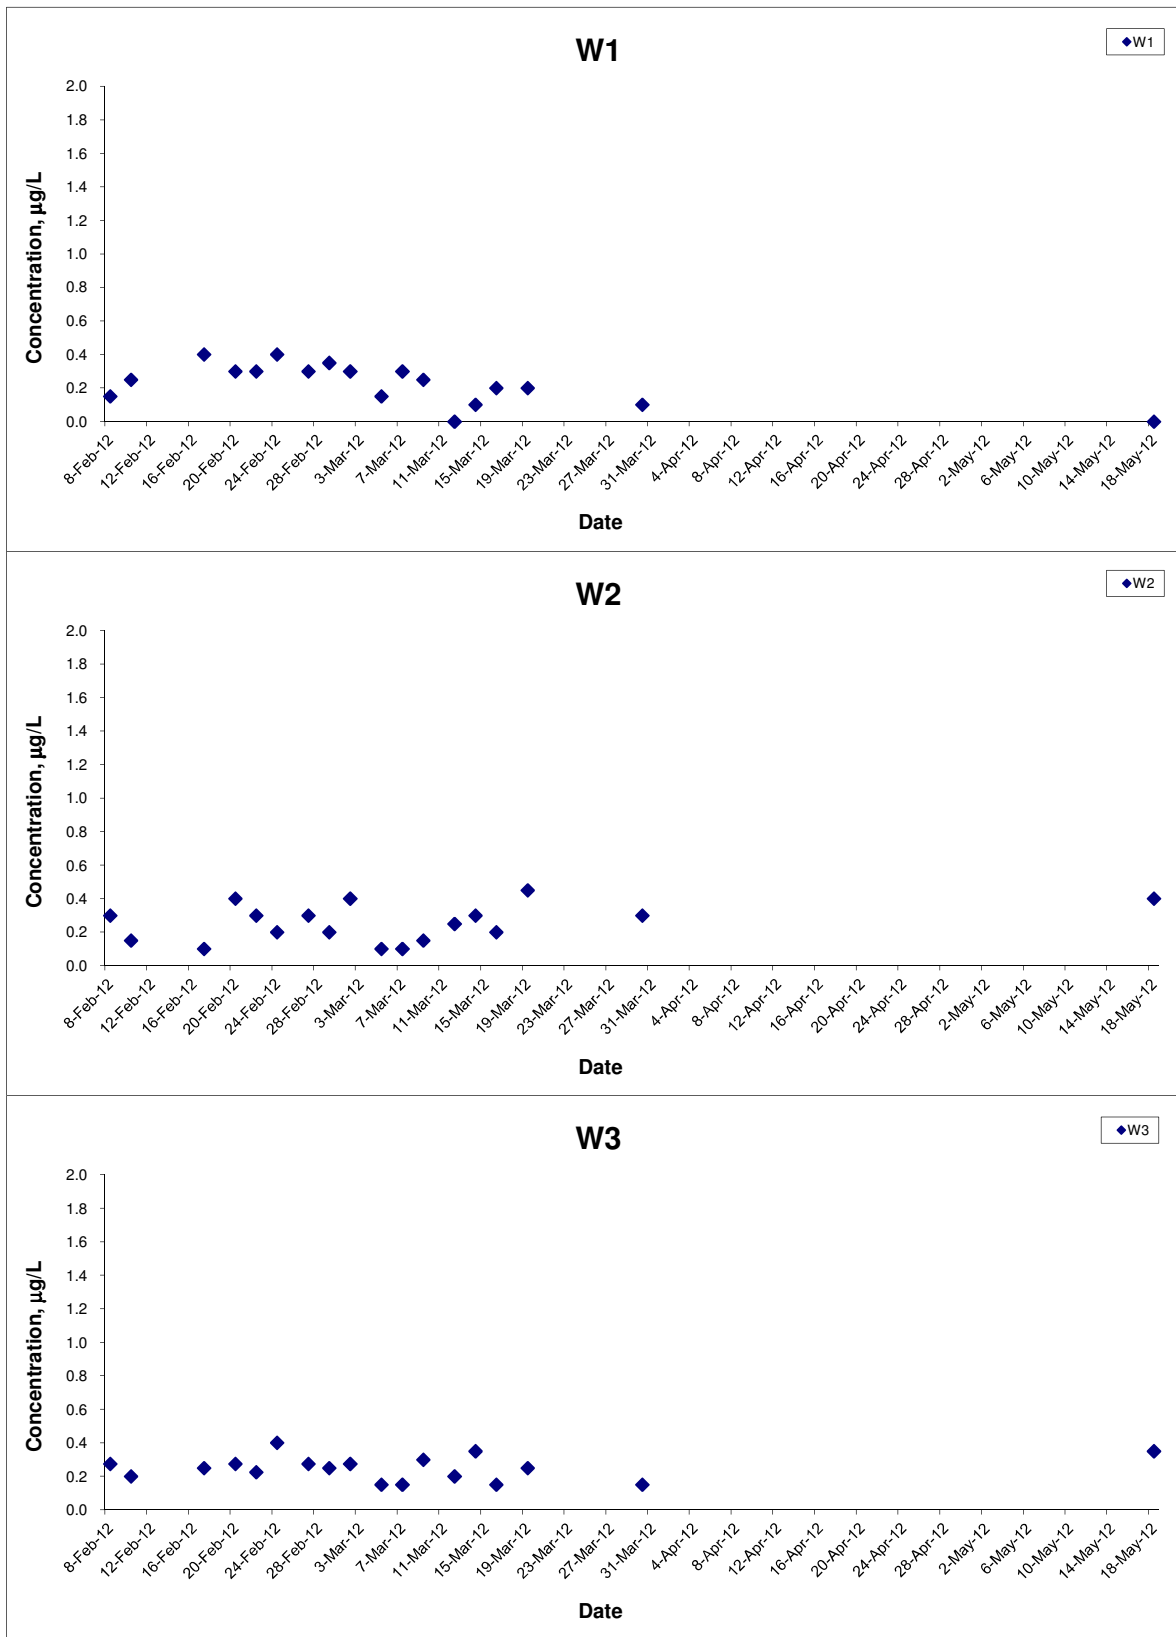 W1
W1
2.0
1.8
1.6
1.4
1.2
1.0
0.8
0.6
0.4
0.2
0.0
Concentration, µg/L
8-Feb-12
12-Feb-12
16-Feb-12
20-Feb-12
24-Feb-12
28-Feb-12
3-Mar-12
7-Mar-12
11-Mar-12
15-Mar-12
19-Mar-12
23-Mar-12
27-Mar-12
31-Mar-12
4-Apr-12
8-Apr-12
12-Apr-12
16-Apr-12
20-Apr-12
24-Apr-12
28-Apr-12
2-May-12
6-May-12
10-May-12
14-May-12
18-May-12
Date
W2
W2
2.0
1.8
1.6
1.4
1.2
1.0
0.8
0.6
0.4
0.2
0.0
Concentration, µg/L
8-Feb-12
12-Feb-12
16-Feb-12
20-Feb-12
24-Feb-12
28-Feb-12
3-Mar-12
7-Mar-12
11-Mar-12
15-Mar-12
19-Mar-12
23-Mar-12
27-Mar-12
31-Mar-12
4-Apr-12
8-Apr-12
12-Apr-12
16-Apr-12
20-Apr-12
24-Apr-12
28-Apr-12
2-May-12
6-May-12
10-May-12
14-May-12
18-May-12
Date
W3
W3
2.0
1.8
1.6
1.4
1.2
1.0
0.8
0.6
0.4
0.2
0.0
Concentration, µg/L
8-Feb-12
12-Feb-12
16-Feb-12
20-Feb-12
24-Feb-12
28-Feb-12
3-Mar-12
7-Mar-12
11-Mar-12
15-Mar-12
19-Mar-12
23-Mar-12
27-Mar-12
31-Mar-12
4-Apr-12
8-Apr-12
12-Apr-12
16-Apr-12
20-Apr-12
24-Apr-12
28-Apr-12
2-May-12
6-May-12
10-May-12
14-May-12
18-May-12
Date